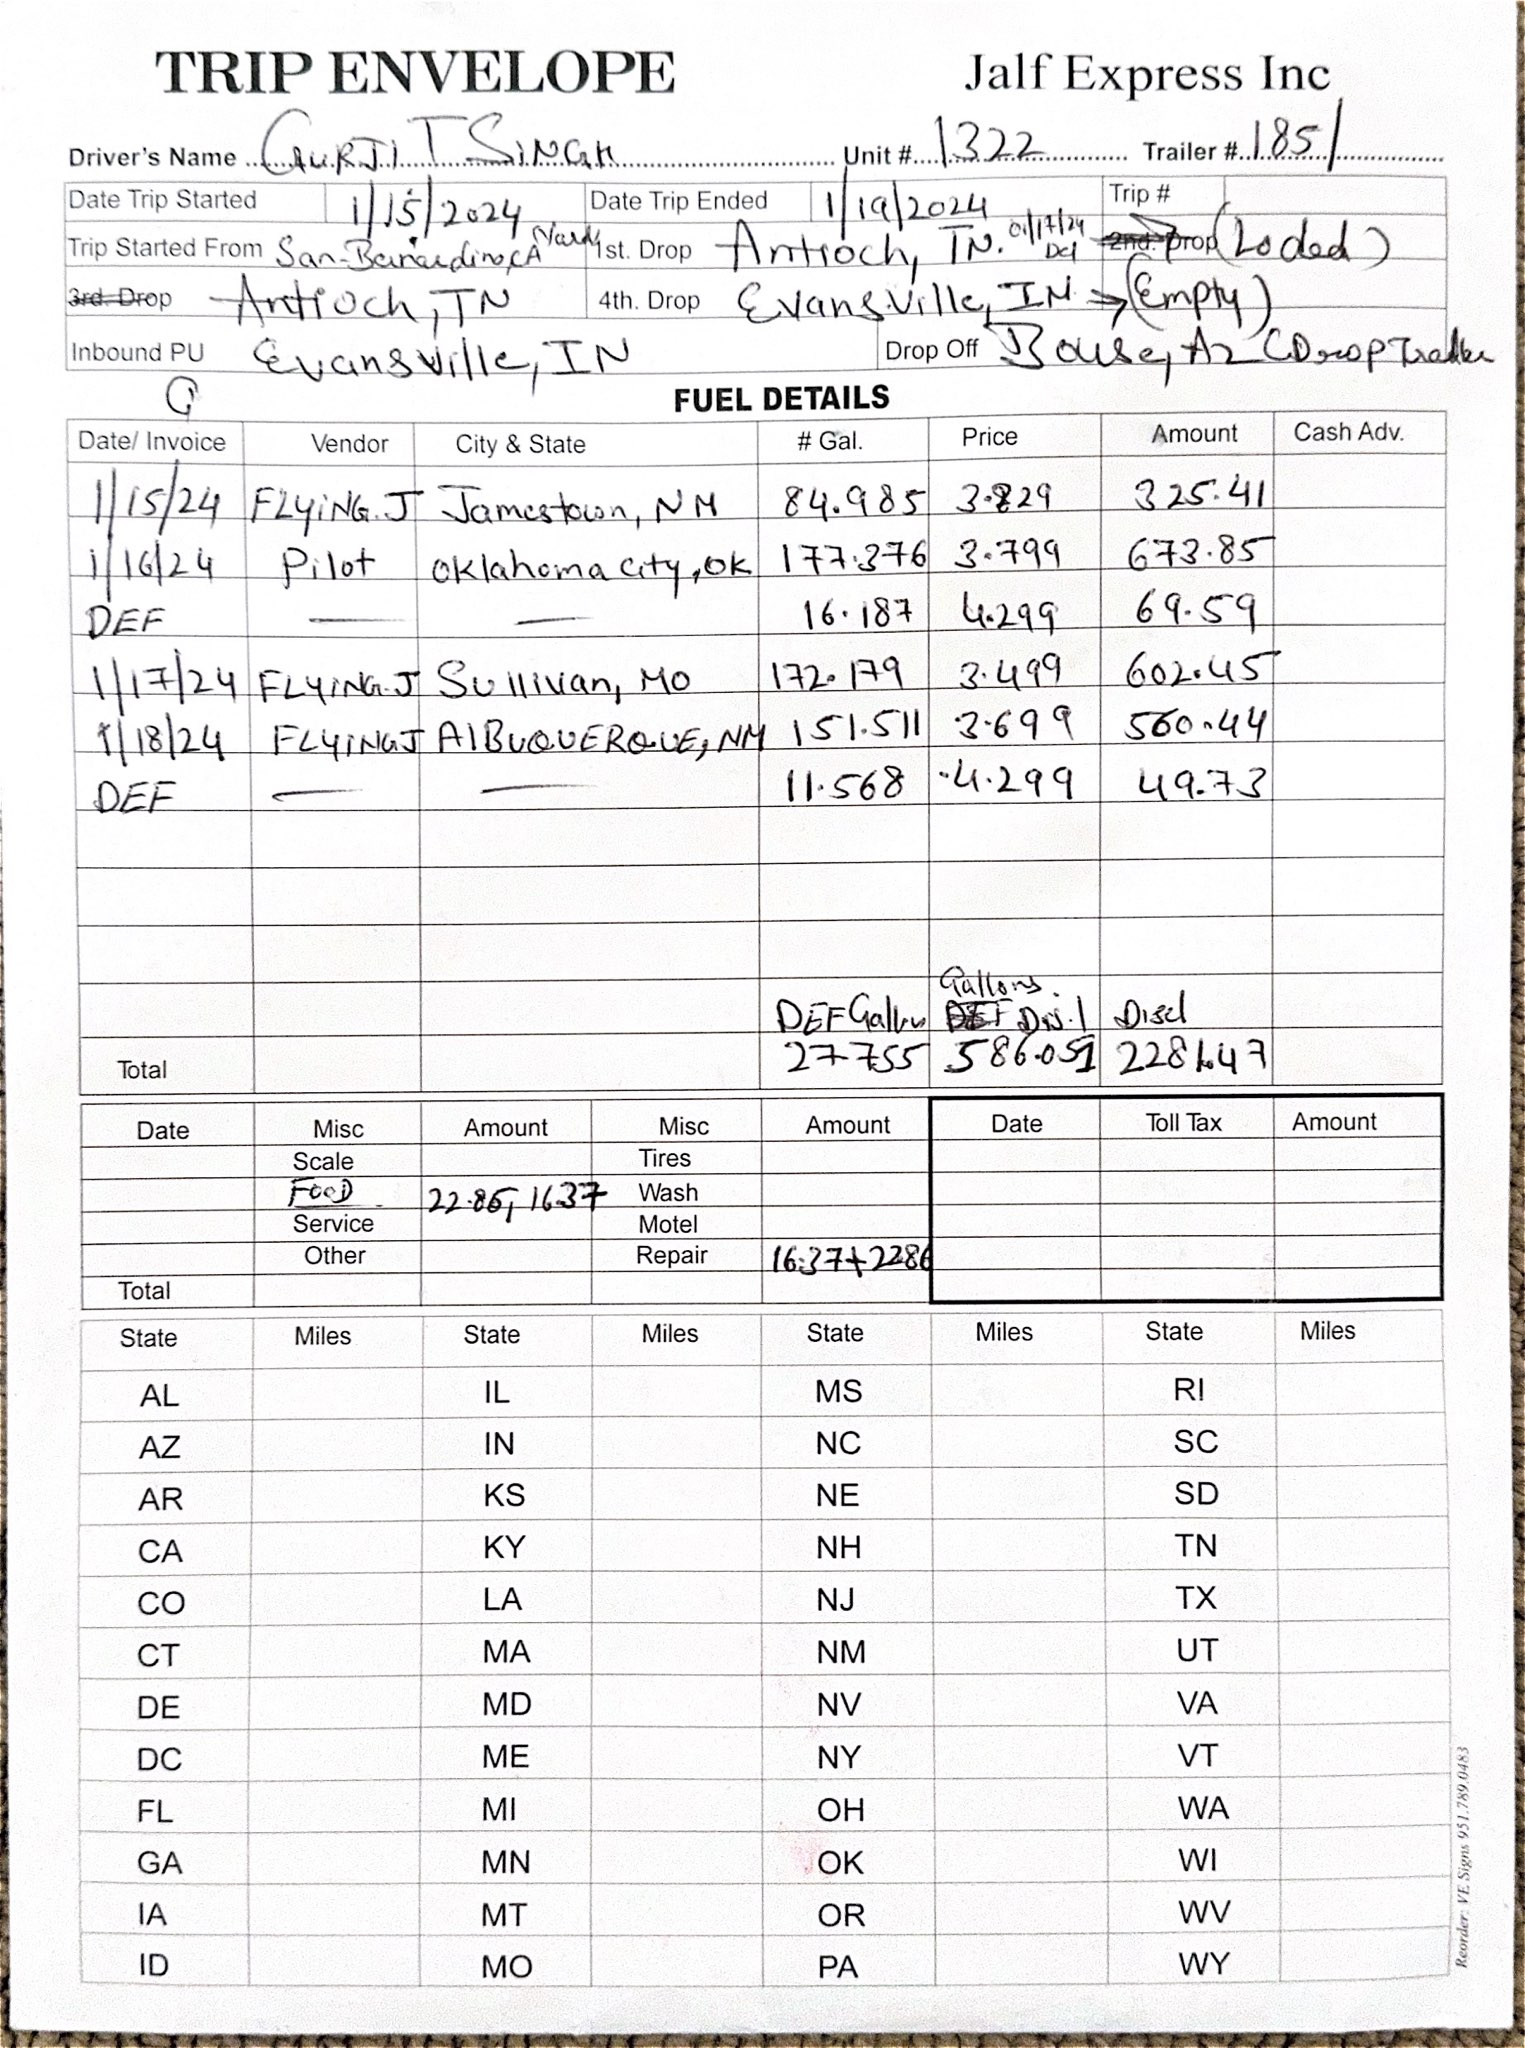 TRIP ENVELOPE Jalf Express Inc
Driver's Name GURJIT SINGH Unit # 1322 Trailer # 1851
Date Trip Started 1/15/2024 Date Trip Ended 1/19/2024 Trip #
Trip Started From San-Bernardino, CA Yard 1st. Drop Antioch, TN. 01/17/24 Del 2nd. Drop (Loded)
3rd. Drop Antioch, TN 4th. Drop Evansville, IN → (Empty)
Inbound PU Evansville, IN Drop Off Bouse, AZ (Drop Trailer
FUEL DETAILS
Date/ Invoice Vendor City & State # Gal. Price Amount Cash Adv.
1/15/24 FLYING.J Jamestown, NM 84.985 3.829 325.41
1/16/24 Pilot Oklahoma city, OK 177.376 3.799 673.85
DEF — — 16.187 4.299 69.59
1/17/24 FLYING.J Sullivan, MO 172.179 3.499 602.45
1/18/24 FLYINGJ AlBUQUERQUE, NM 151.511 3.699 560.44
DEF — — 11.568 4.299 49.73
Gallons.
DEF Gallon DEF Dis.l Disel
Total 27.755 586.051 2281.47
Date Misc Amount Misc Amount Date Toll Tax Amount
Scale Tires
FOOD 22.86, 16.37 Wash
Service Motel
Other Repair 16.37+2286
Total
State Miles State Miles State Miles State Miles
AL IL MS RI
AZ IN NC SC
AR KS NE SD
CA KY NH TN
CO LA NJ TX
CT MA NM UT
DE MD NV VA
DC ME NY VT
FL MI OH WA
GA MN OK WI
IA MT OR WV
ID MO PA WY
Reorder: VE Signs 951.789.0483